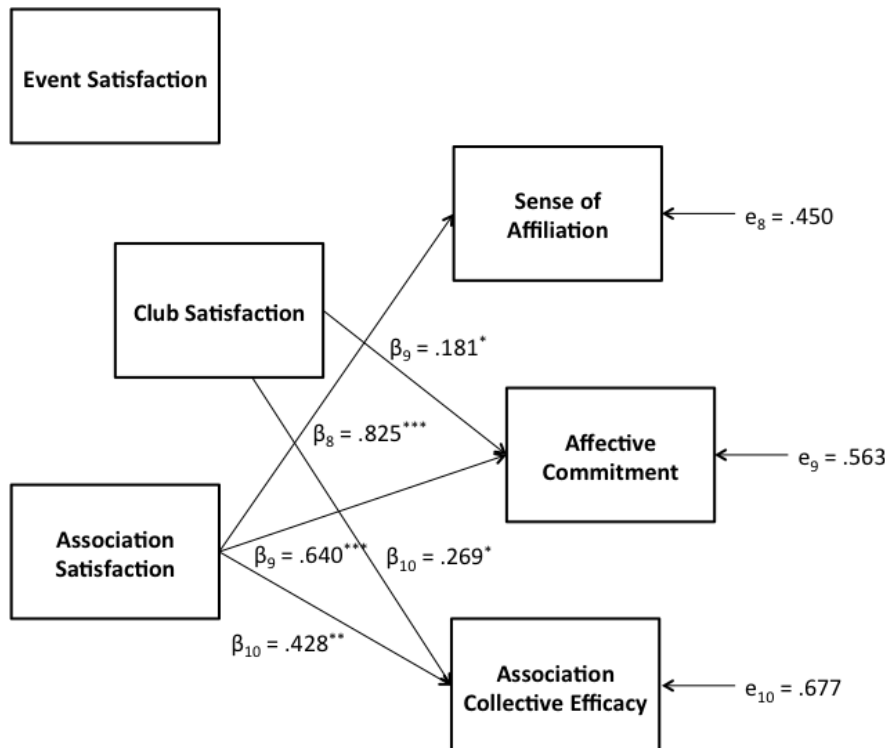 Event Satisfaction
Sense of
Affiliation
e₈ = .450
Club Satisfaction
β₉ = .181*
β₈ = .825***
Affective
Commitment
e₉ = .563
Association
Satisfaction
β₉ = .640***
β₁₀ = .269*
β₁₀ = .428**
Association
Collective Efficacy
e₁₀ = .677